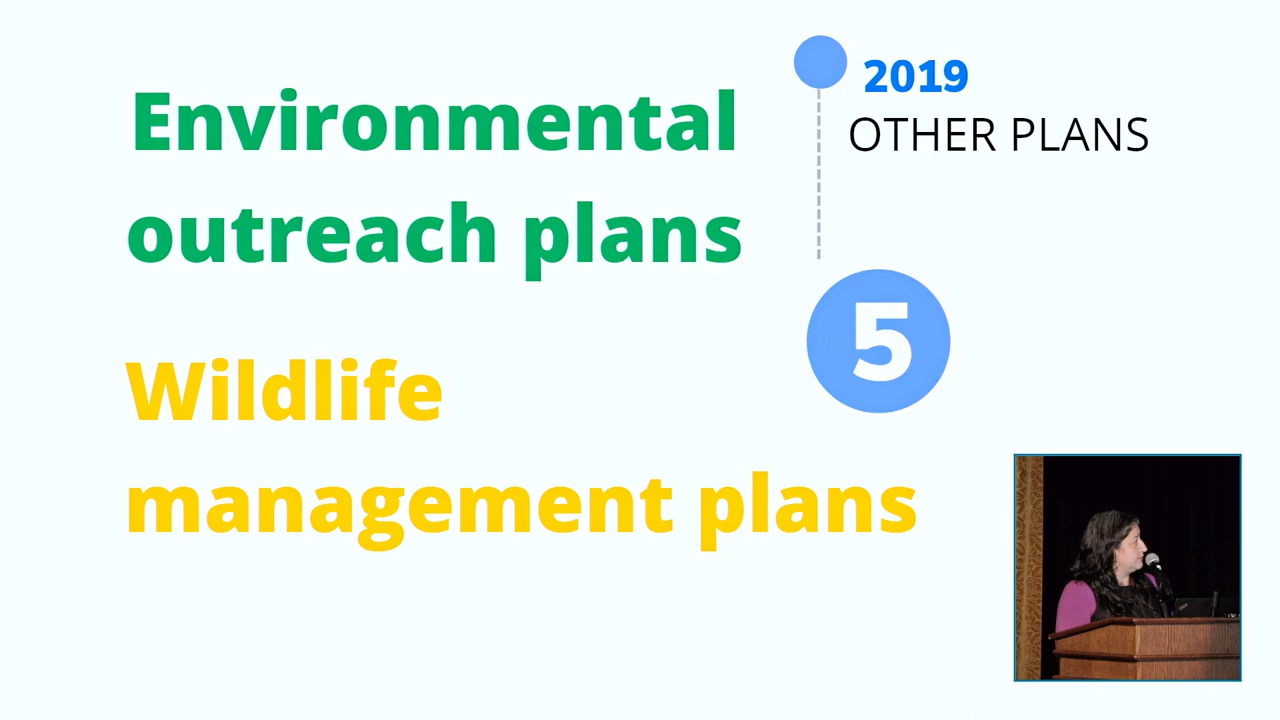 Environmental
outreach plans
Wildlife
management plans
2019
OTHER PLANS
5